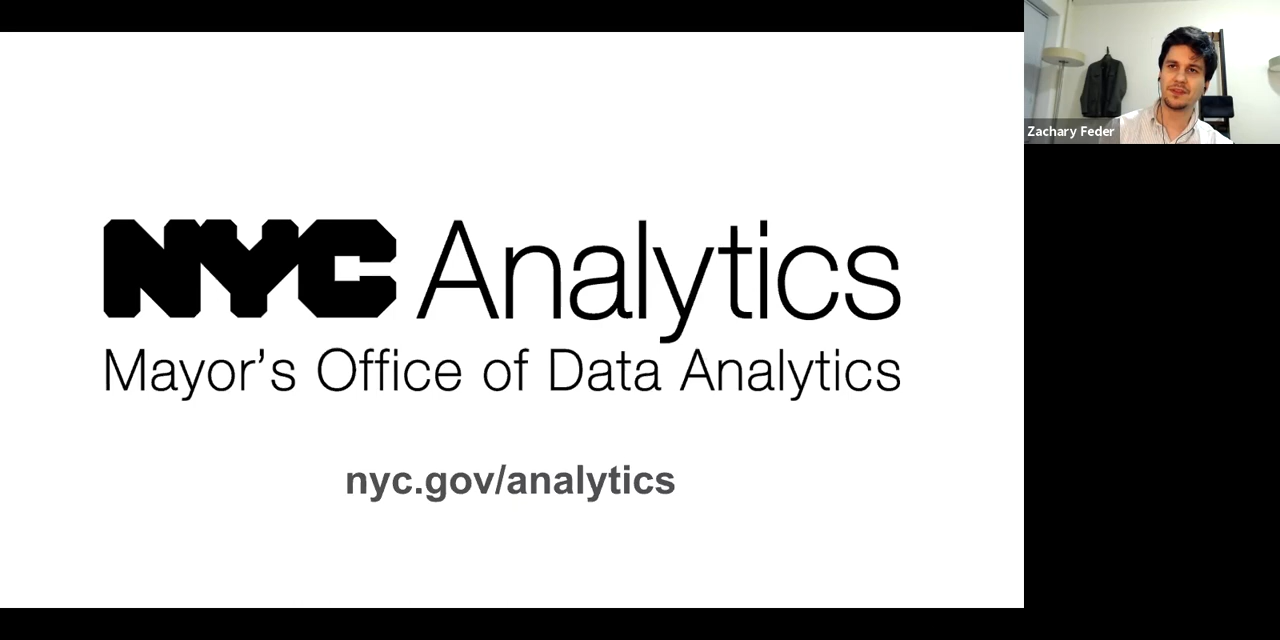 NYC Analytics
Mayor’s Office of Data Analytics
nyc.gov/analytics
Zachary Feder